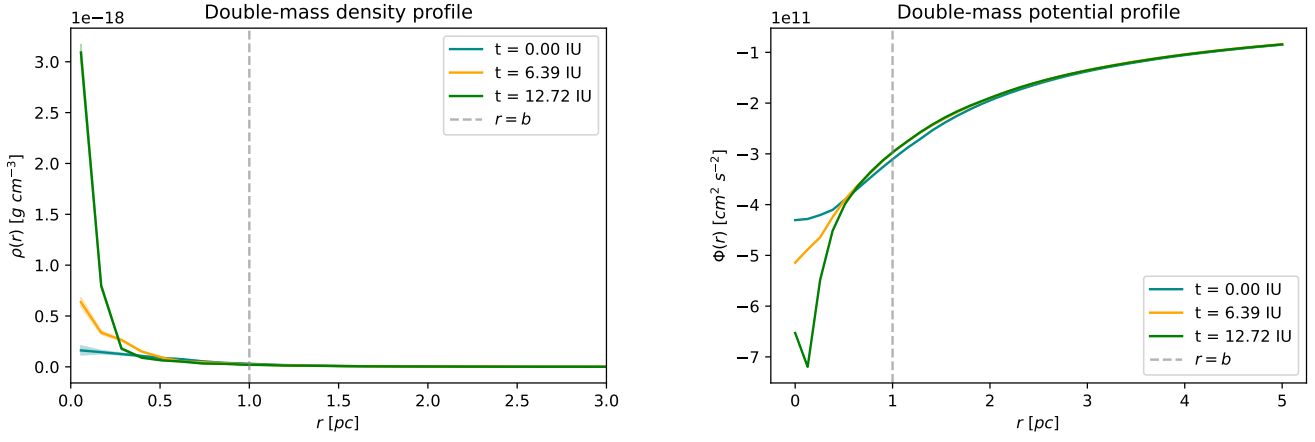 Double-mass density profile
1e−18
3.0
2.5
2.0
1.5
1.0
0.5
0.0
ρ(r) [g cm⁻³]
0.0 0.5 1.0 1.5 2.0 2.5 3.0
r [pc]
t = 0.00 IU
t = 6.39 IU
t = 12.72 IU
r = b
Double-mass potential profile
1e11
−1
−2
−3
−4
−5
−6
−7
Φ(r) [cm² s⁻²]
0 1 2 3 4 5
r [pc]
t = 0.00 IU
t = 6.39 IU
t = 12.72 IU
r = b